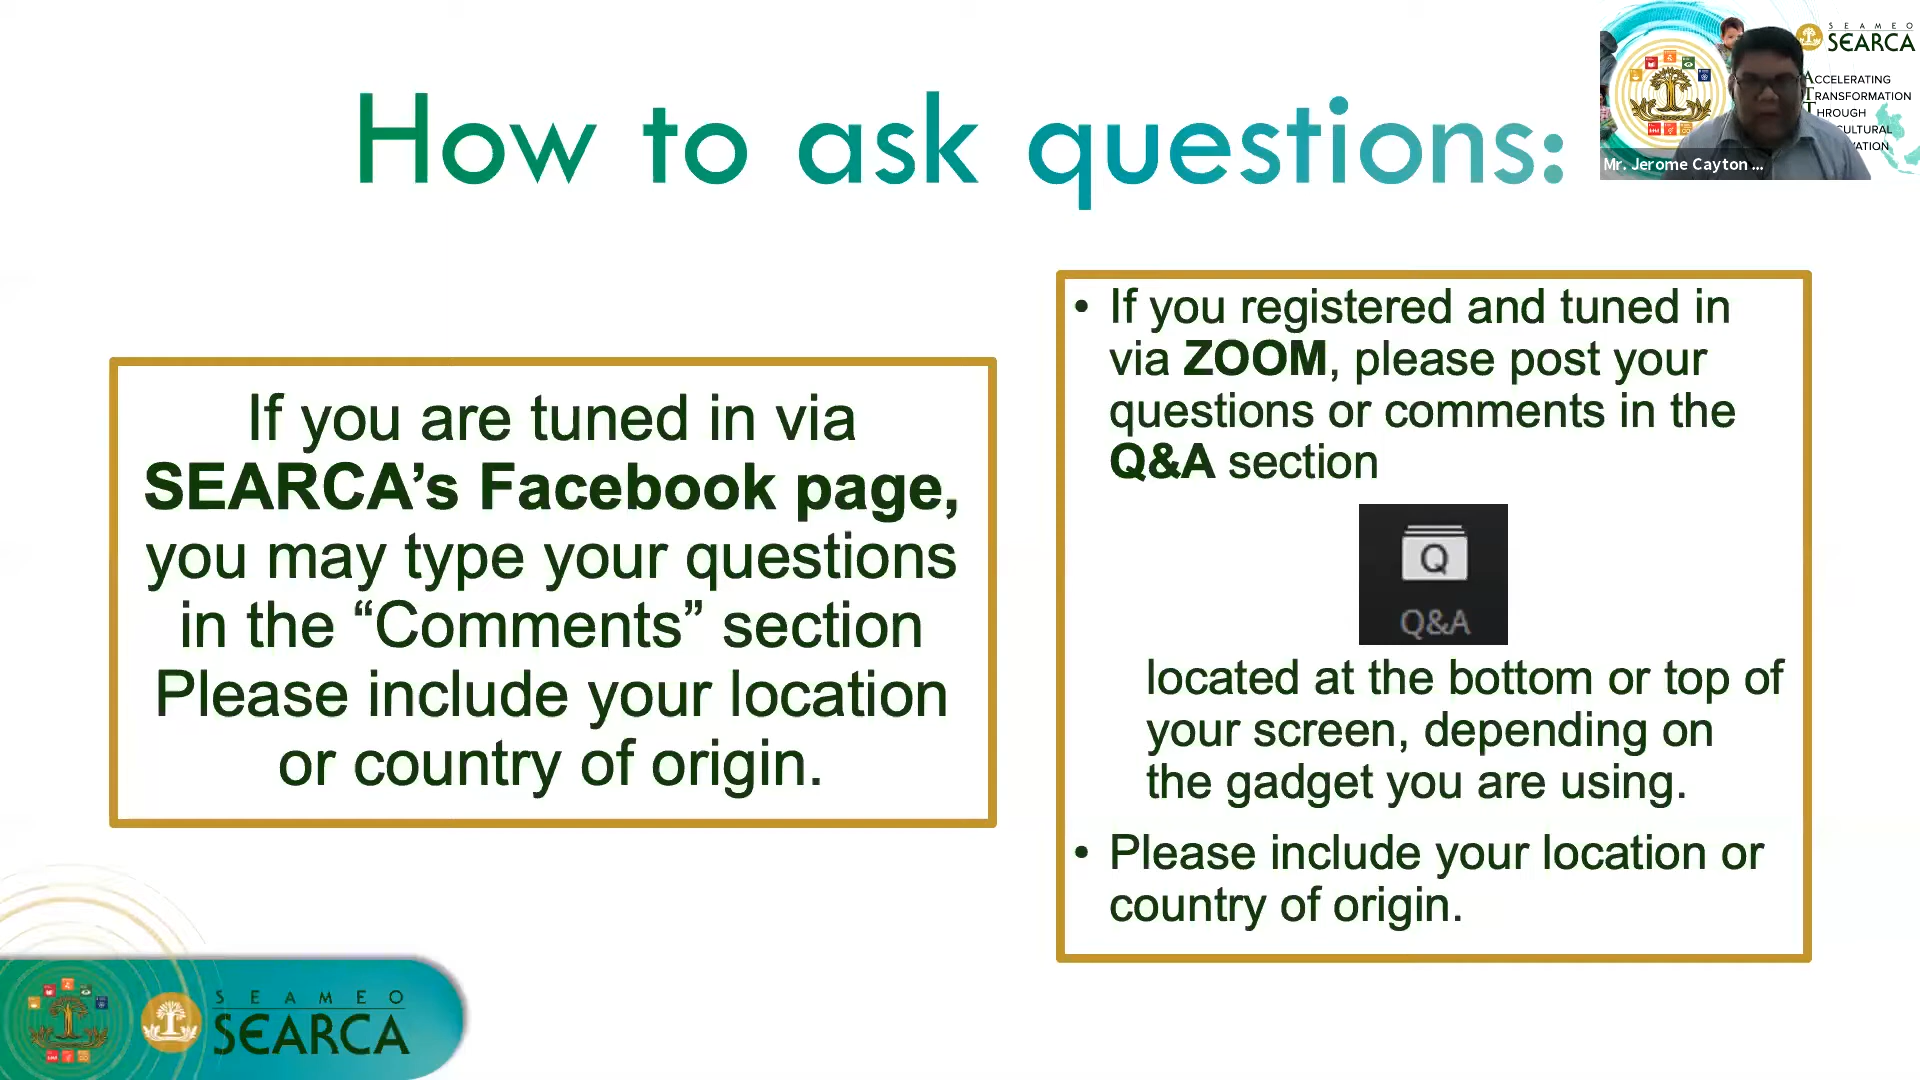 How to ask questions:
SEAMEO
SEARCA
ACCELERATING
TRANSFORMATION
THROUGH
CULTURAL
VATION
Mr. Jerome Cayton ...
If you are tuned in via
SEARCA’s Facebook page,
you may type your questions
in the “Comments” section
Please include your location
or country of origin.
• If you registered and tuned in
via ZOOM, please post your
questions or comments in the
Q&A section
Q
Q&A
located at the bottom or top of
your screen, depending on
the gadget you are using.
• Please include your location or
country of origin.
SEAMEO
SEARCA